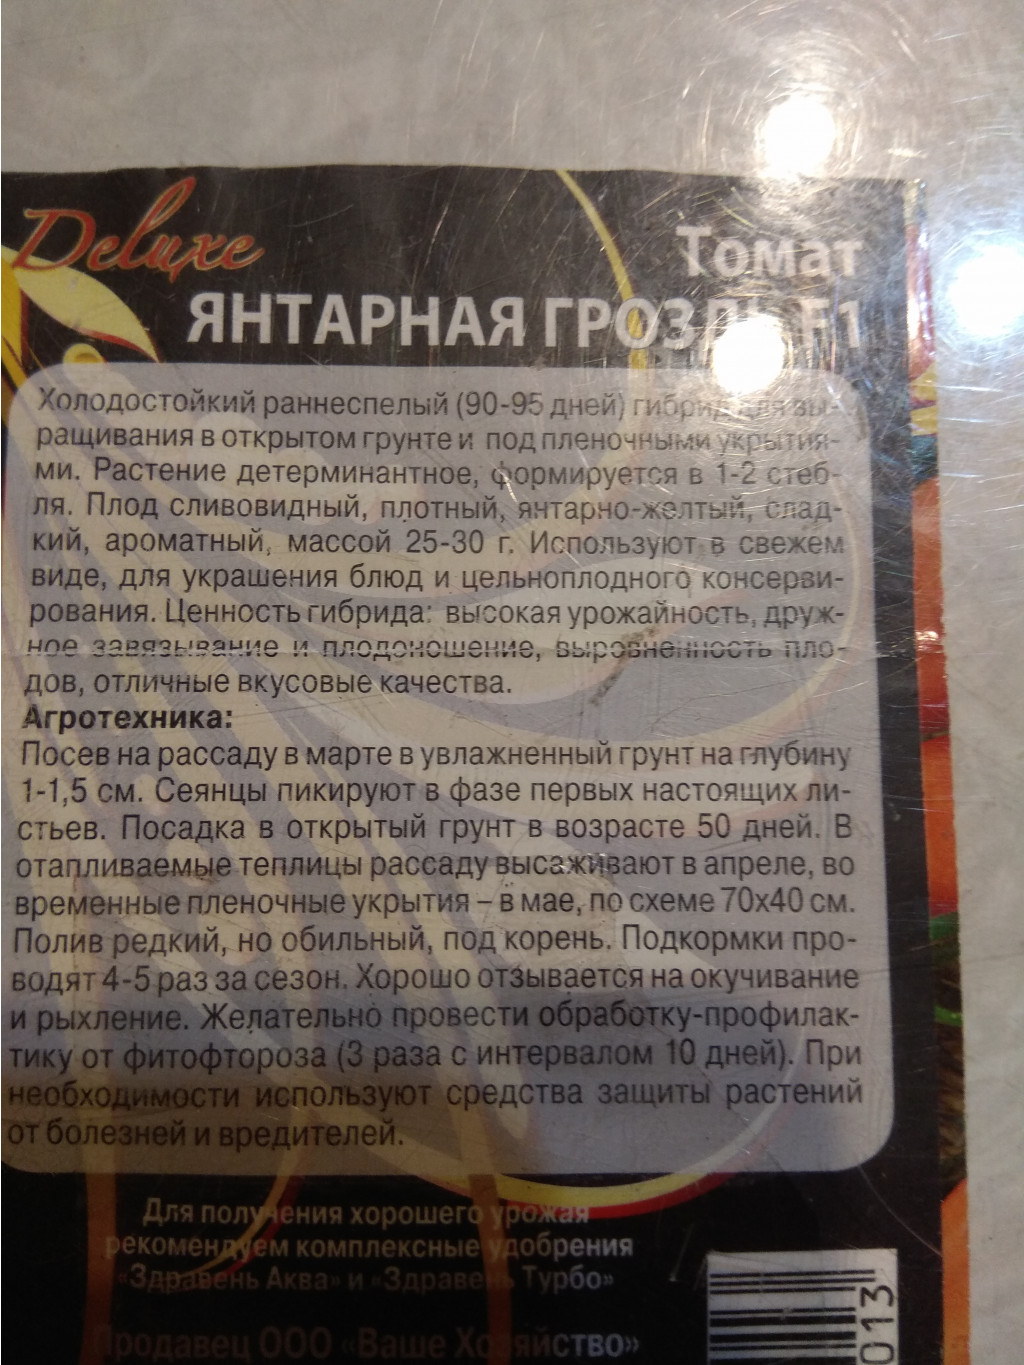 Deluxe
Томат
ЯНТАРНАЯ ГРОЗДЬ F1
Холодостойкий раннеспелый (90-95 дней) гибрид для вы-
ращивания в открытом грунте и под пленочными укрытия-
ми. Растение детерминантное, формируется в 1-2 стеб-
ля. Плод сливовидный, плотный, янтарно-желтый, слад-
кий, ароматный, массой 25-30 г. Используют в свежем
виде, для украшения блюд и цельноплодного консерви-
рования. Ценность гибрида: высокая урожайность, друж-
ное завязывание и плодоношение, выровненность пло-
дов, отличные вкусовые качества.
Агротехника:
Посев на рассаду в марте в увлажненный грунт на глубину
1-1,5 см. Сеянцы пикируют в фазе первых настоящих ли-
стьев. Посадка в открытый грунт в возрасте 50 дней. В
отапливаемые теплицы рассаду высаживают в апреле, во
временные пленочные укрытия – в мае, по схеме 70х40 см.
Полив редкий, но обильный, под корень. Подкормки про-
водят 4-5 раз за сезон. Хорошо отзывается на окучивание
и рыхление. Желательно провести обработку-профилак-
тику от фитофтороза (3 раза с интервалом 10 дней). При
необходимости используют средства защиты растений
от болезней и вредителей.
Для получения хорошего урожая
рекомендуем комплексные удобрения
«Здравень Аква» и «Здравень Турбо»
Продавец ООО «Ваше Хозяйство»
013